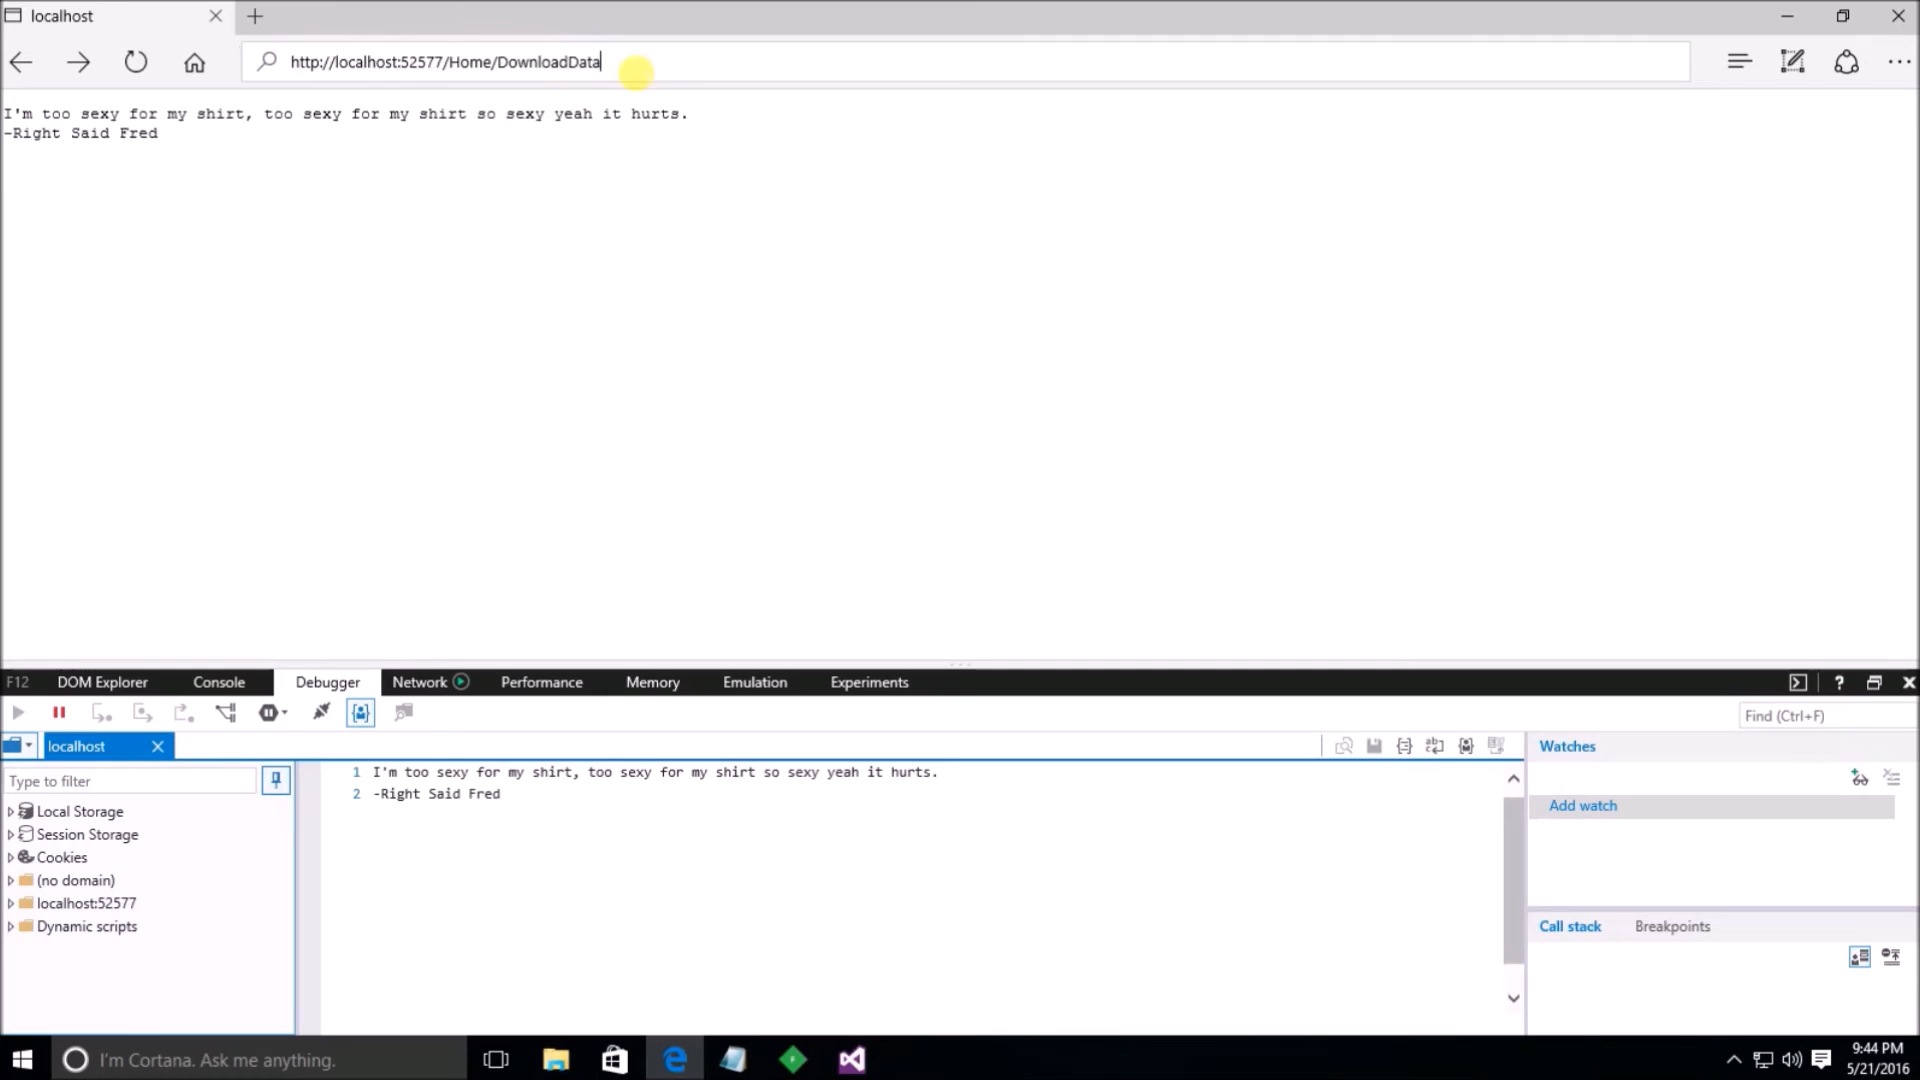 localhost
http://localhost:52577/Home/DownloadData
I'm too sexy for my shirt, too sexy for my shirt so sexy yeah it hurts.
-Right Said Fred
F12 DOM Explorer Console Debugger Network Performance Memory Emulation Experiments ?
Find (Ctrl+F)
localhost
Watches
Type to filter
1 I'm too sexy for my shirt, too sexy for my shirt so sexy yeah it hurts.
2 -Right Said Fred
Add watch
Local Storage
Session Storage
Cookies
(no domain)
localhost:52577
Dynamic scripts
Call stack Breakpoints
I'm Cortana. Ask me anything.
9:44 PM
5/21/2016